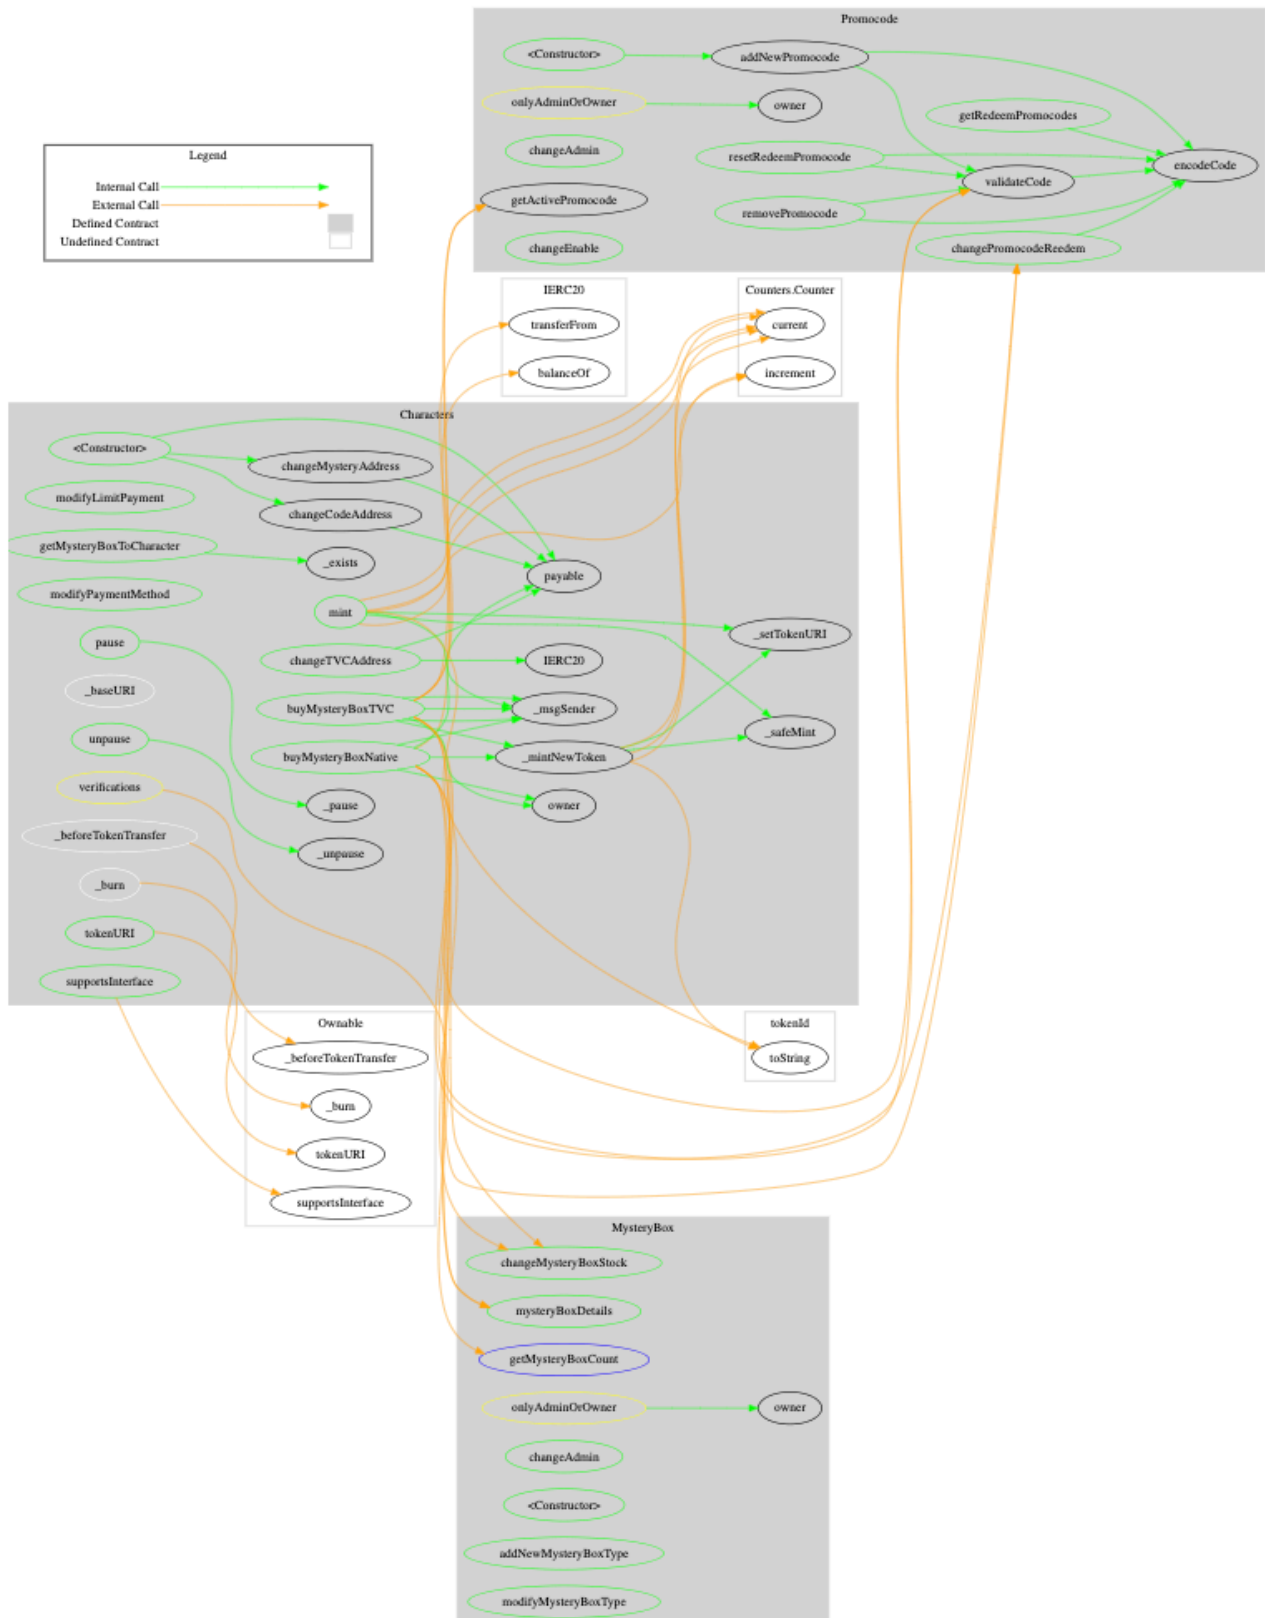 Promocode
<Constructor>
addNewPromocode
onlyAdminOrOwner
owner
getRedeemPromocodes
changeAdmin
resetRedeemPromocode
encodeCode
validateCode
getActivePromocode
removePromocode
changeEnable
changePromocodeReedem
Legend
Internal Call
External Call
Defined Contract
Undefined Contract
IERC20
transferFrom
balanceOf
Counters.Counter
current
increment
Characters
<Constructor>
changeMysteryAddress
modifyLimitPayment
changeCodeAddress
getMysteryBoxToCharacter
_exists
payable
modifyPaymentMethod
mint
_setTokenURI
pause
changeTVCAddress
IERC20
_baseURI
buyMysteryBoxTVC
_msgSender
unpause
buyMysteryBoxNative
_mintNewToken
_safeMint
verifications
_pause
owner
_beforeTokenTransfer
_unpause
_burn
tokenURI
supportsInterface
Ownable
_beforeTokenTransfer
_burn
tokenURI
supportsInterface
tokenId
toString
MysteryBox
changeMysteryBoxStock
mysteryBoxDetails
getMysteryBoxCount
onlyAdminOrOwner
owner
changeAdmin
<Constructor>
addNewMysteryBoxType
modifyMysteryBoxType